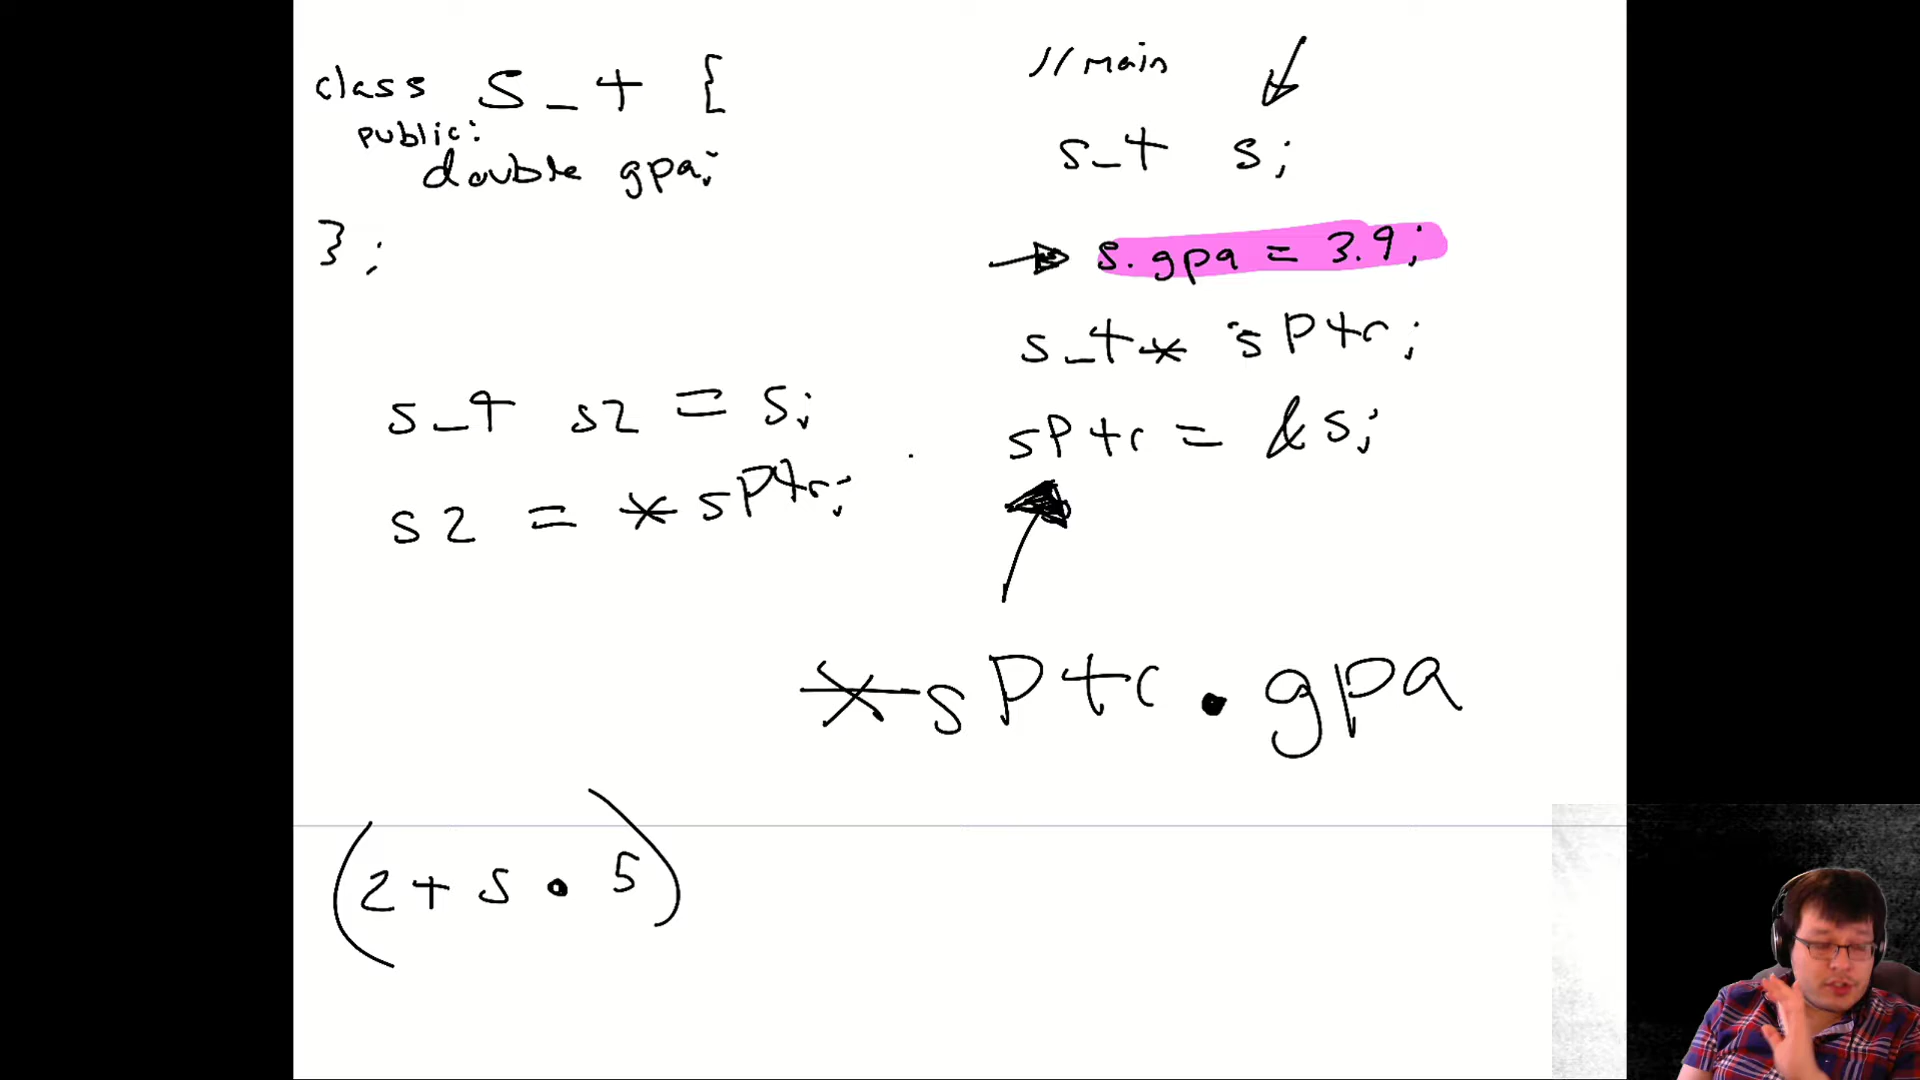 class s_t {
public:
double gpa;
};
s_t s2 = s;
s2 = *sPtr;
//main
s_t s;
s.gpa = 3.9;
s_t* sPtr;
sPtr = &s;
*sPtr.gpa
(2 + 5 • 5)